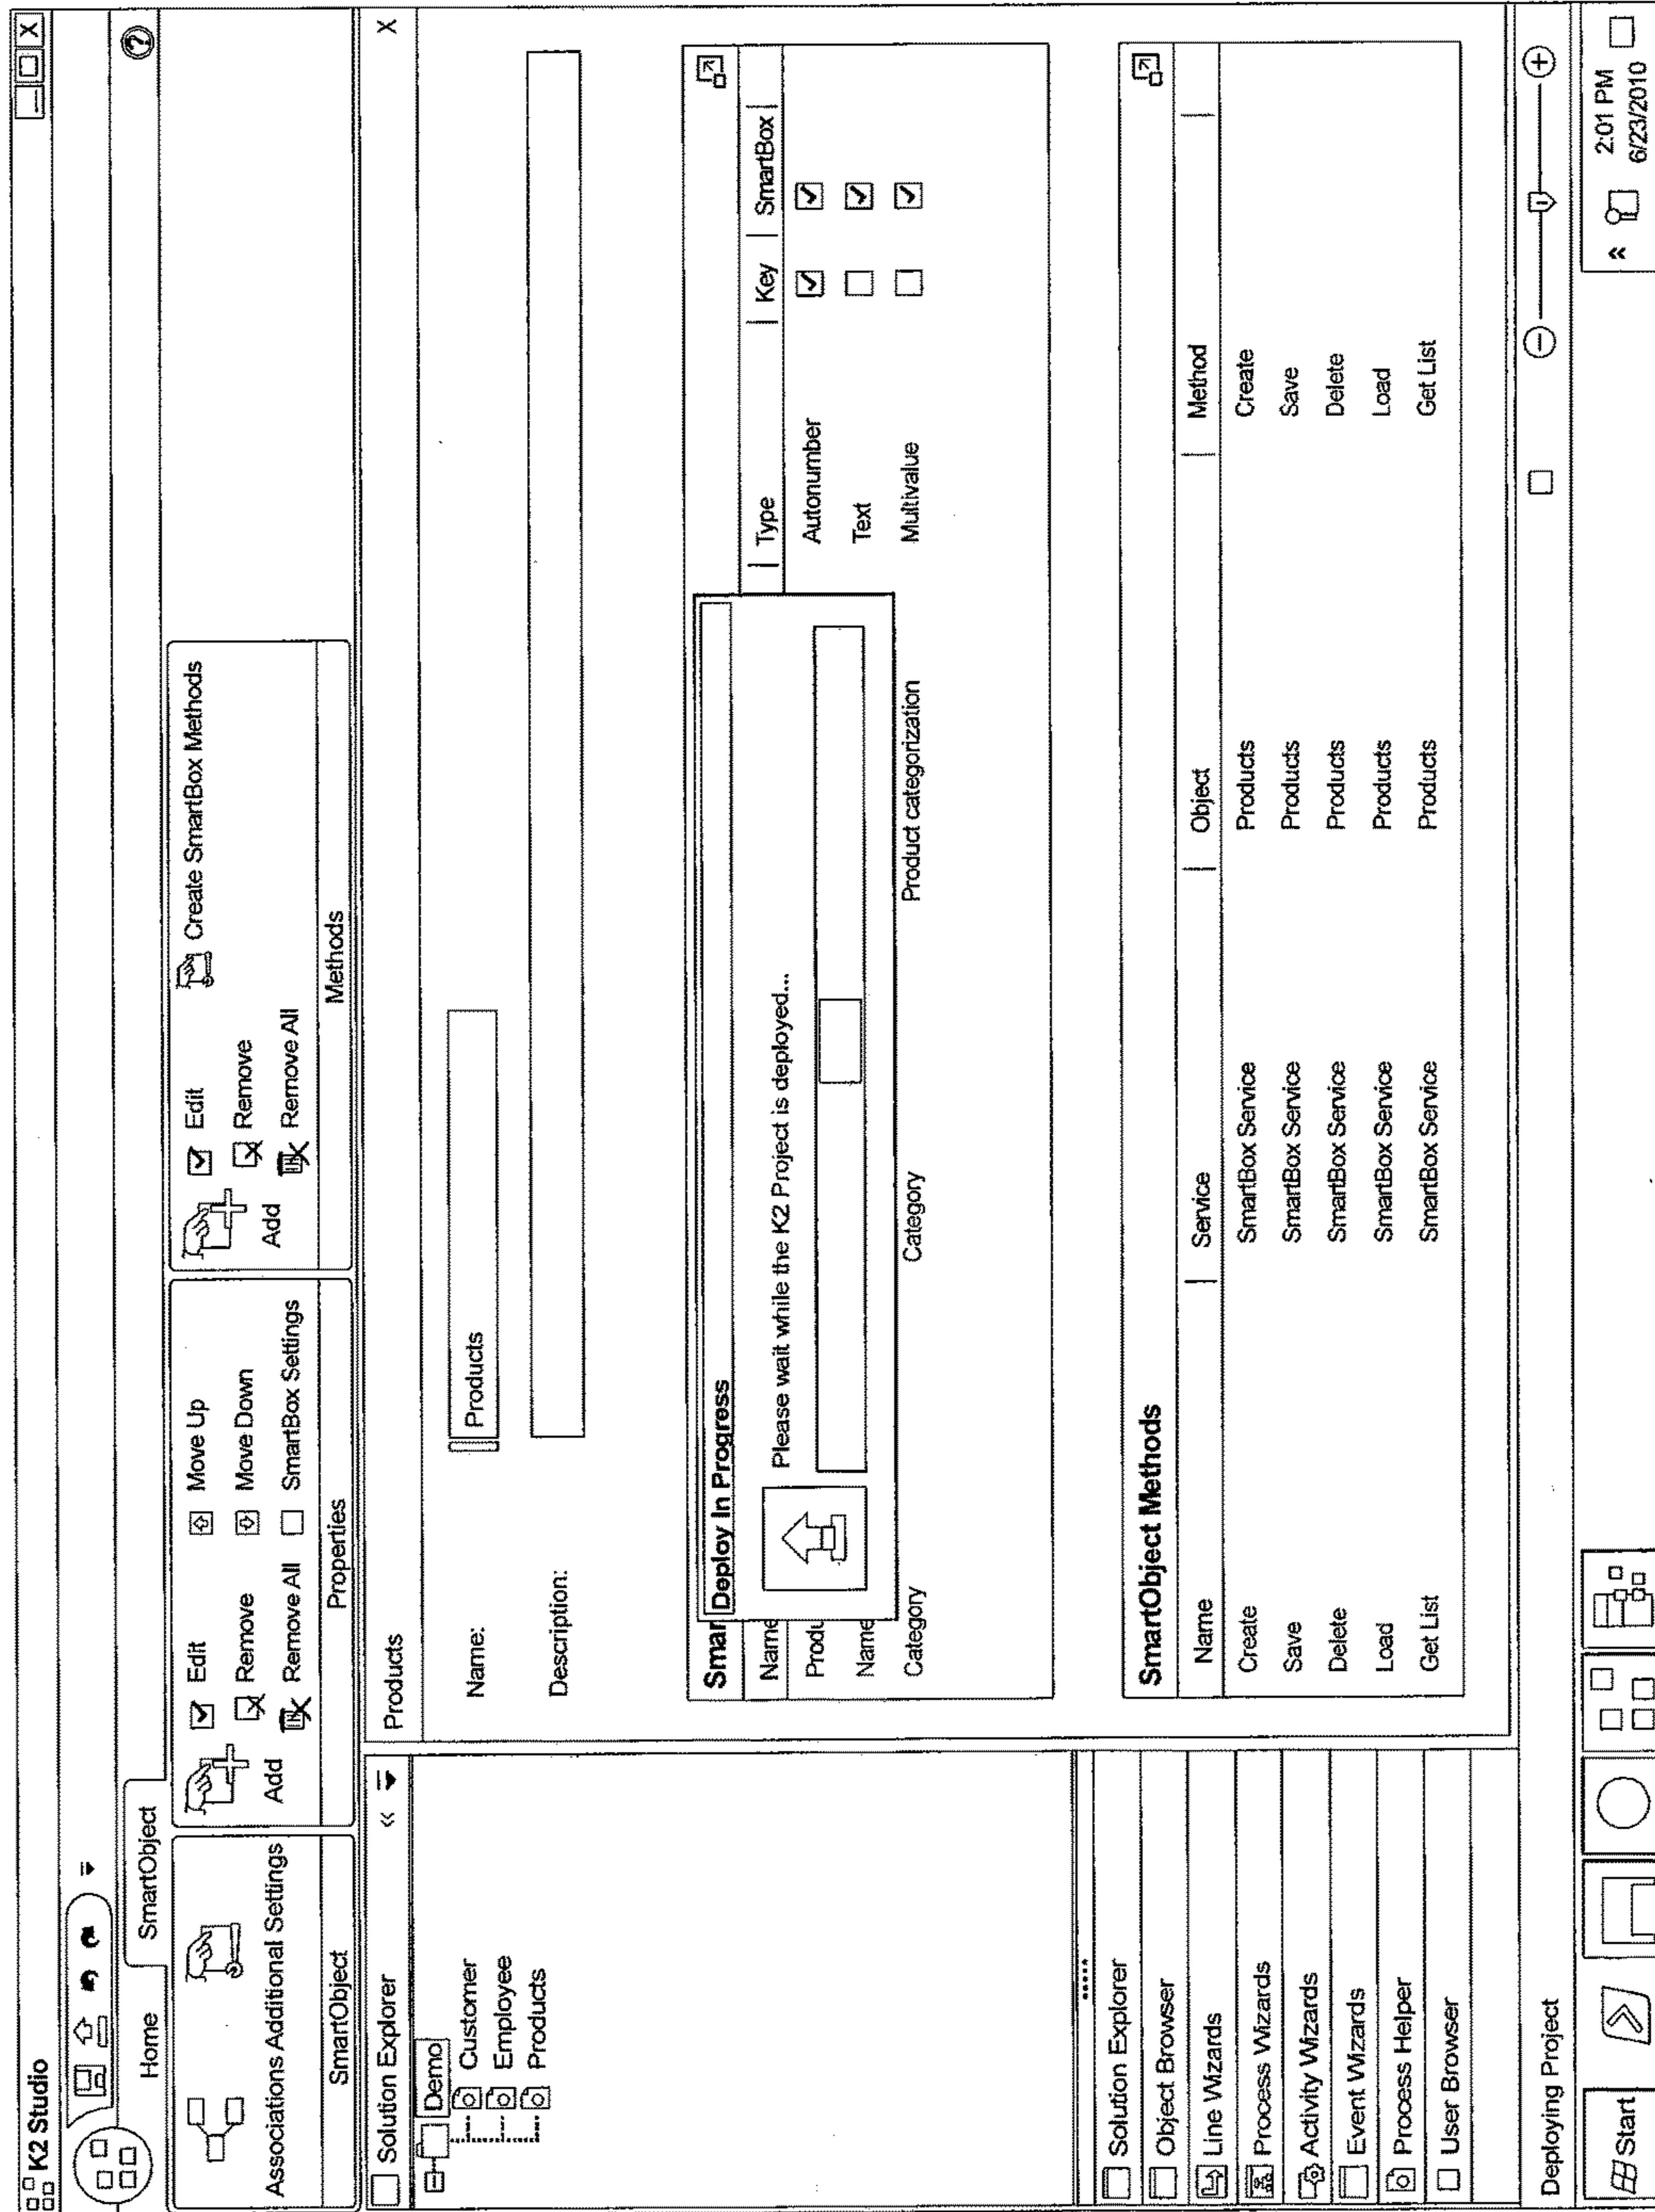 K2 Studio
Home SmartObject
Associations Additional Settings
SmartObject
Add
Edit
Remove
Remove All
Move Up
Move Down
SmartBox Settings
Properties
Add
Edit
Remove
Remove All
Create SmartBox Methods
Methods
Solution Explorer
Demo
Customer
Employee
Products
Solution Explorer
Object Browser
Line Wizards
Process Wizards
Activity Wizards
Event Wizards
Process Helper
User Browser
Products X
Name: Products
Description:
Smar
Deploy In Progress
Please wait while the K2 Project is deployed...
Name Type Key SmartBox
Produ Autonumber
Name Text
Category Category Product categorization Multivalue
SmartObject Methods
Name Service Object Method
Create SmartBox Service Products Create
Save SmartBox Service Products Save
Delete SmartBox Service Products Delete
Load SmartBox Service Products Load
Get List SmartBox Service Products Get List
Deploying Project
Start
2:01 PM
6/23/2010